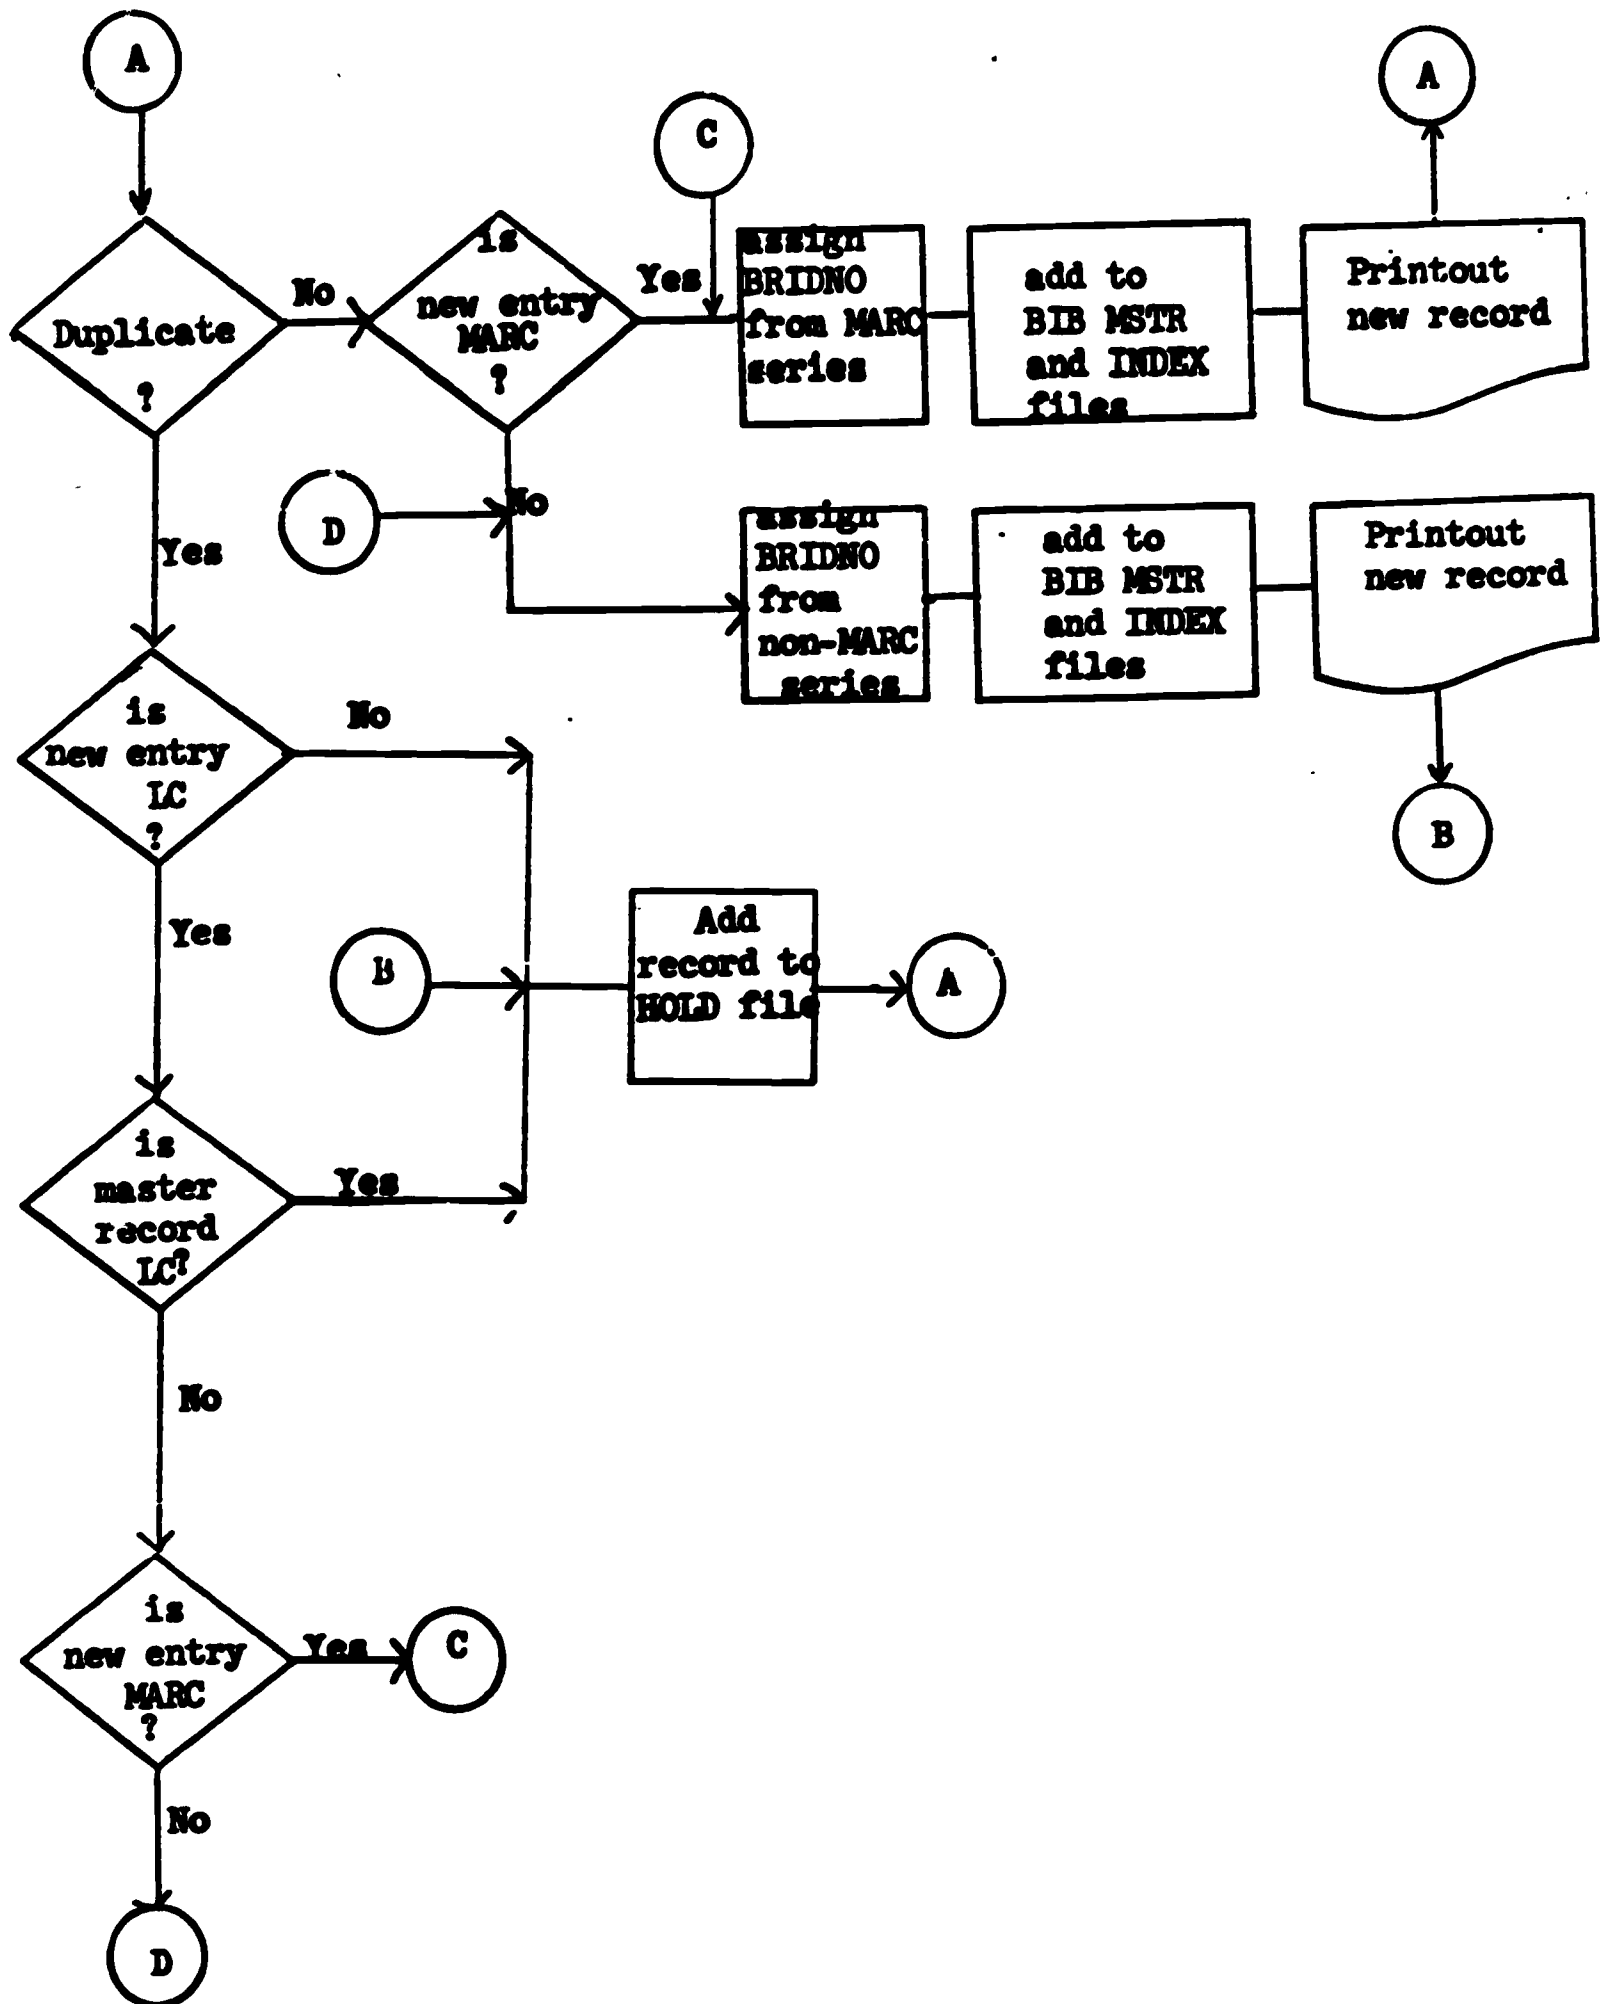 A
A
C
Duplicate
?
No
is
new entry
MARC
?
Yes
assign
BRIDNO
from MARC
series
add to
BIB MSTR
and INDEX
files
Printout
new record
D
No
assign
BRIDNO
from
non-MARC
series
add to
BIB MSTR
and INDEX
files
Printout
new record
B
Yes
is
new entry
LC
?
No
Yes
B
Add
record to
HOLD file
A
is
master
record
LC?
Yes
No
is
new entry
MARC
?
Yes
C
No
D